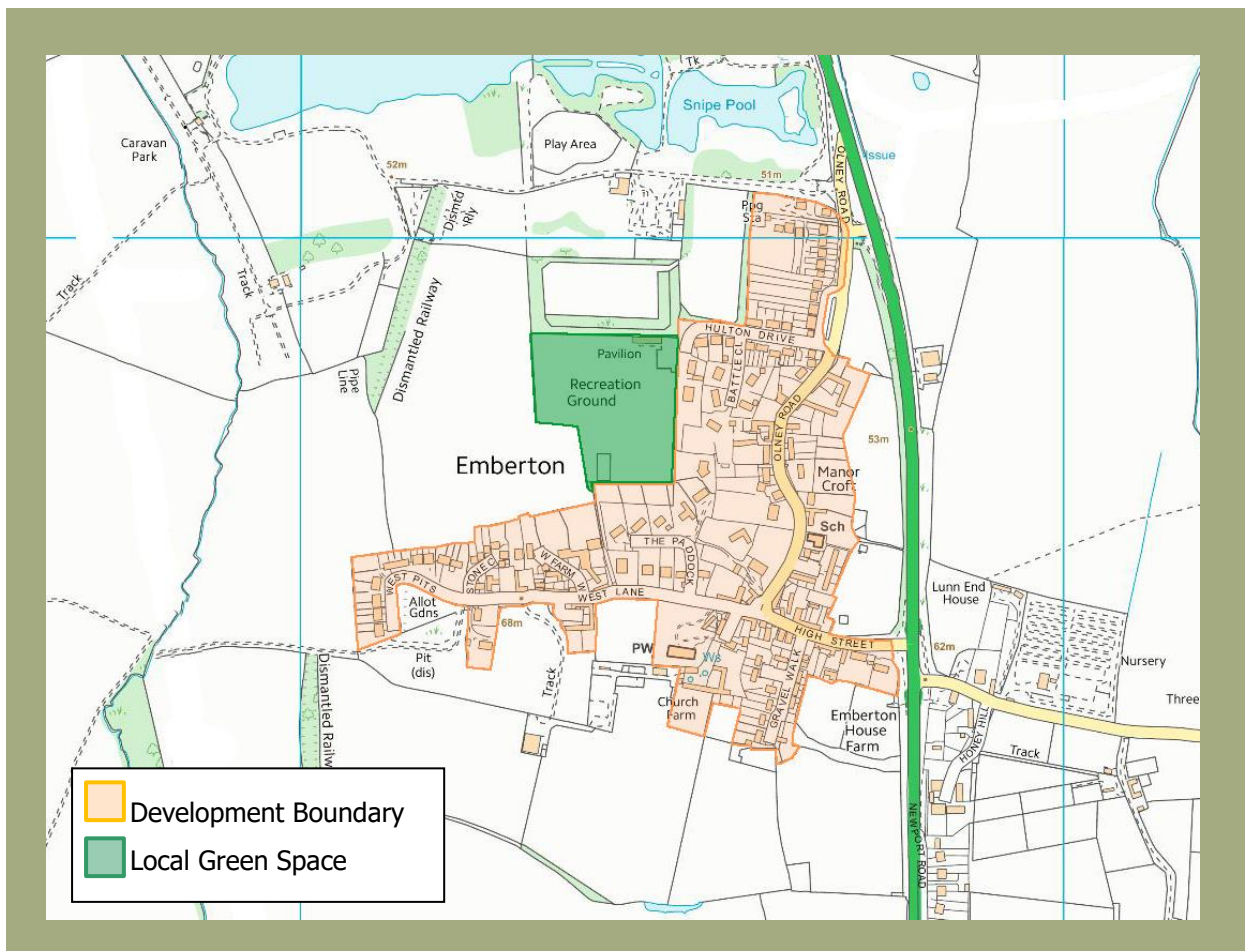 Tk
Snipe Pool
Caravan
Park
Play Area
OLNEY ROAD
Issue
52m
51m
Dismtd
Rly
Ppg
Sta
Track
Track
Dismantled Railway
HULTON DRIVE
Pavilion
BATTLE C
Pipe
Line
Recreation
Ground
OLNEY ROAD
53m
Emberton
Manor
Croft
Sch
THE PADDOCK
W FARM W
STONE C
WEST PITS
WEST LANE
Allot
Gdns
Lunn End
House
68m
HIGH STREET
62m
PW
Ws
Pit
(dis)
Track
GRAVEL WALK
Nursery
Dismantled Railw
Church
Farm
Three
Emberton
House
Farm
HONEY HILL
Track
NEWPORT ROAD
Development Boundary
Local Green Space